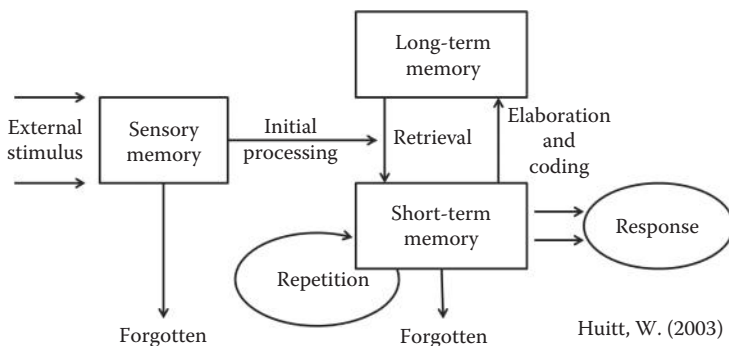 Long-term
memory
External
stimulus
Sensory
memory
Initial
processing
Retrieval
Elaboration
and
coding
Short-term
memory
Response
Repetition
Forgotten
Forgotten
Huitt, W. (2003)